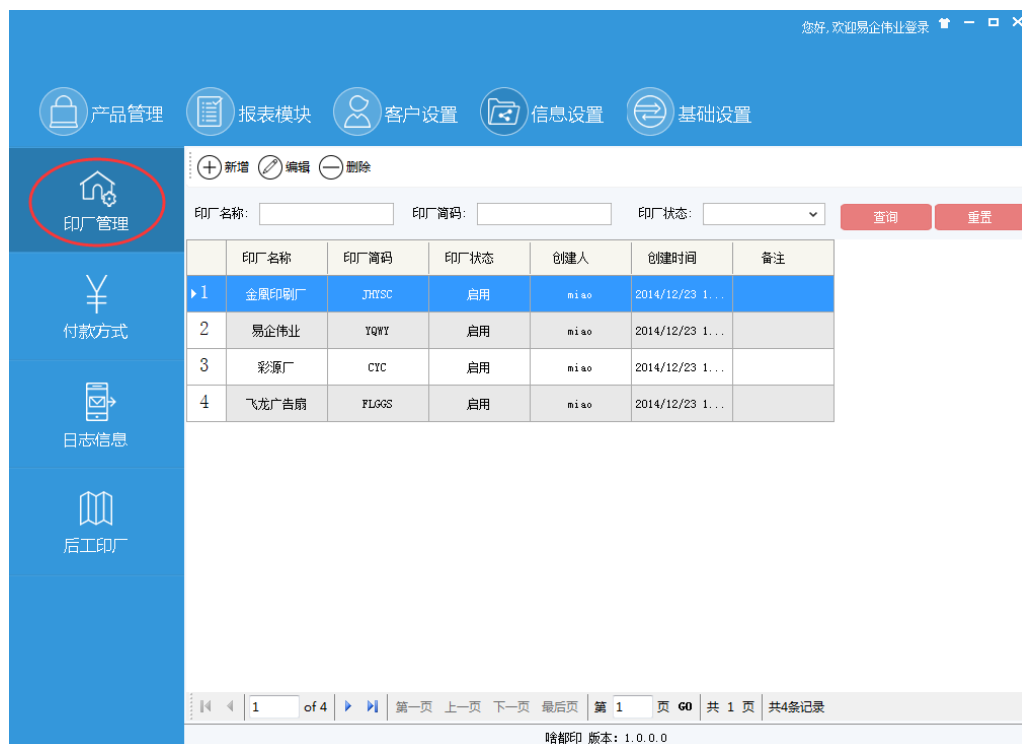 您好,欢迎易企伟业登录
产品管理 报表模块 客户设置 信息设置 基础设置
印厂管理
付款方式
日志信息
后工印厂
新增 编辑 删除
印厂名称: 印厂简码: 印厂状态: 查询 重置
印厂名称 印厂简码 印厂状态 创建人 创建时间 备注
1 金凰印刷厂 JHYSC 启用 miao 2014/12/23 1...
2 易企伟业 YQWY 启用 miao 2014/12/23 1...
3 彩源厂 CYC 启用 miao 2014/12/23 1...
4 飞龙广告扇 FLGGS 启用 miao 2014/12/23 1...
1 of 4 第一页 上一页 下一页 最后页 第 1 页 GO 共 1 页 共4条记录
啥都印 版本: 1.0.0.0